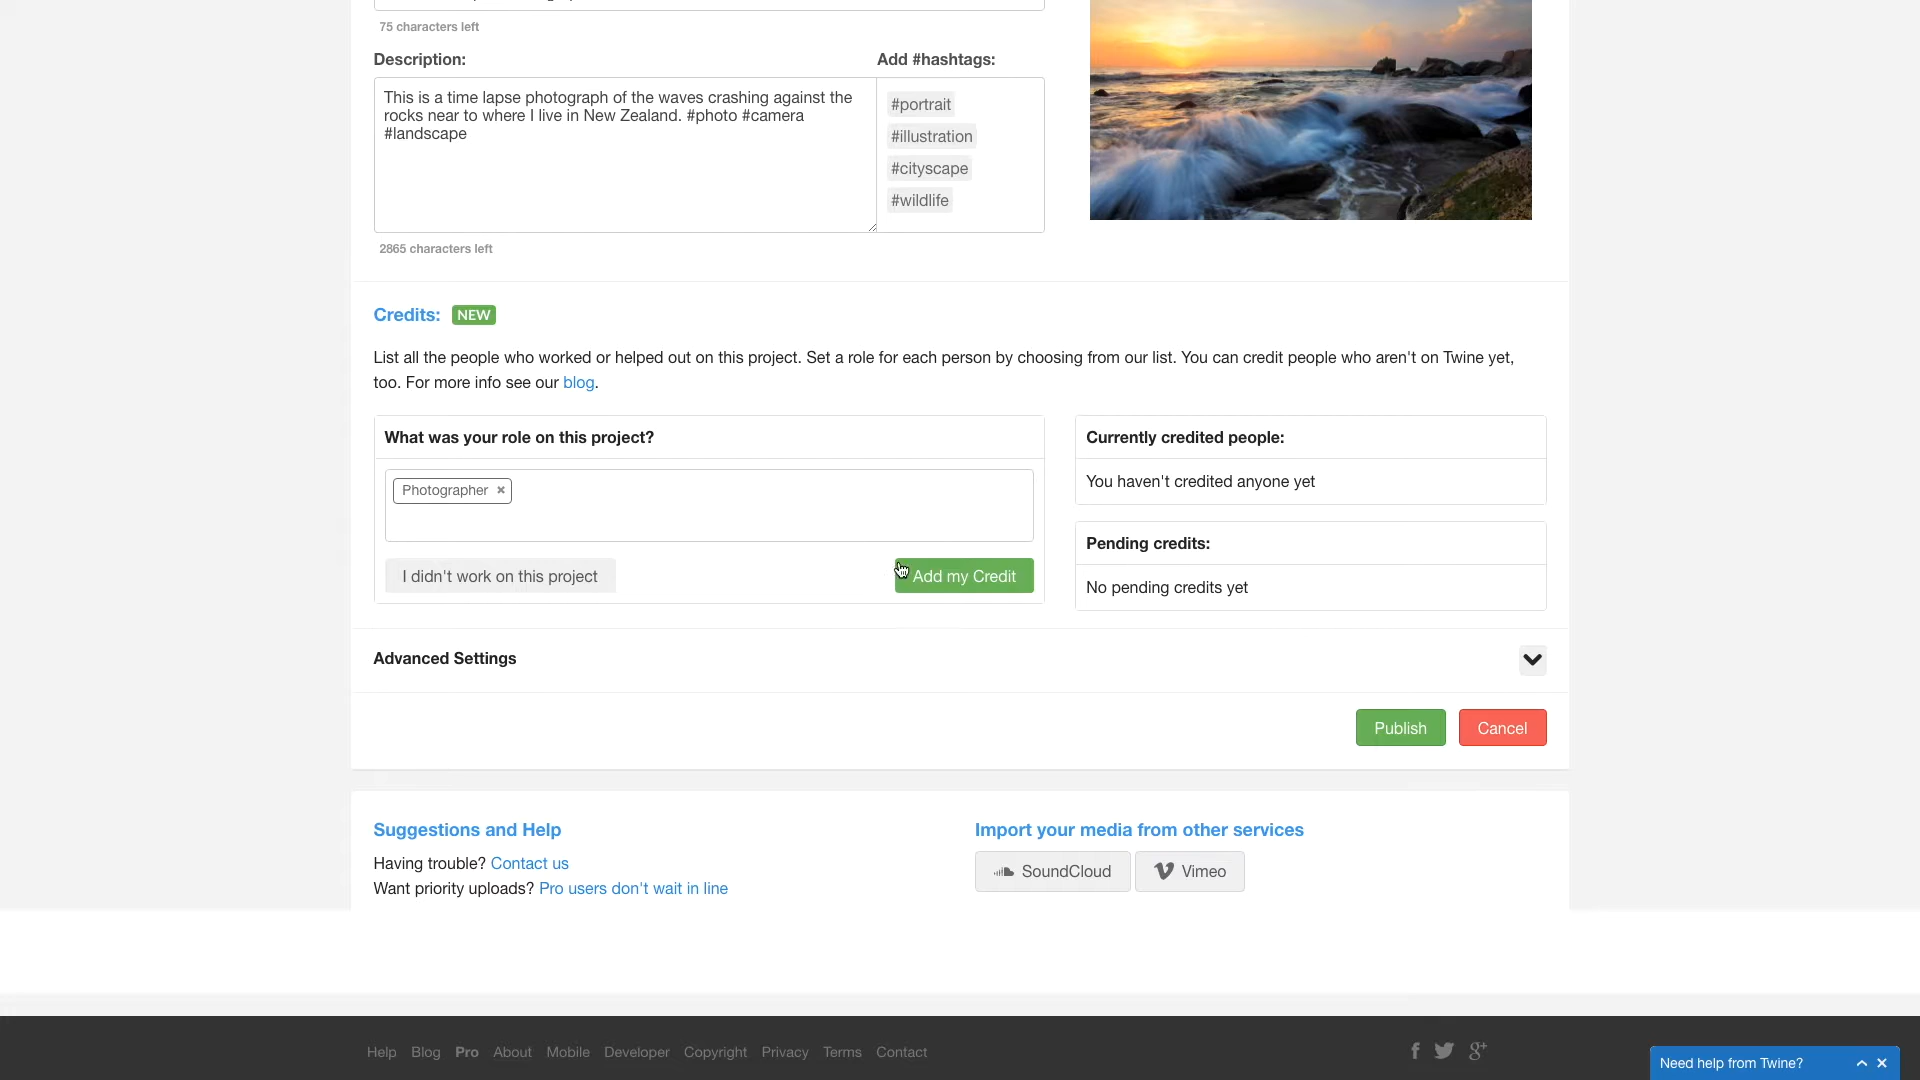 75 characters left
Description:
Add #hashtags:
This is a time lapse photograph of the waves crashing against the
rocks near to where I live in New Zealand. #photo #camera
#landscape
#portrait
#illustration
#cityscape
#wildlife
2865 characters left
Credits: NEW
List all the people who worked or helped out on this project. Set a role for each person by choosing from our list. You can credit people who aren't on Twine yet,
too. For more info see our blog.
What was your role on this project?
Photographer ×
I didn't work on this project
Add my Credit
Currently credited people:
You haven't credited anyone yet
Pending credits:
No pending credits yet
Advanced Settings
Publish
Cancel
Suggestions and Help
Having trouble? Contact us
Want priority uploads? Pro users don't wait in line
Import your media from other services
SoundCloud
Vimeo
Help Blog Pro About Mobile Developer Copyright Privacy Terms Contact
Need help from Twine?